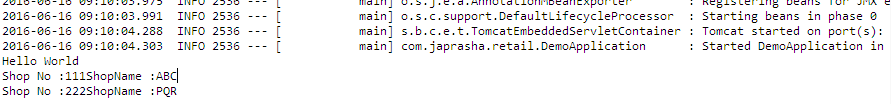 2016-06-16 09:10:03.975  INFO 2536 --- [           main] o.s.j.e.a.AnnotationMBeanExporter        : Registering beans for JMX e
2016-06-16 09:10:03.991  INFO 2536 --- [           main] o.s.c.support.DefaultLifecycleProcessor  : Starting beans in phase 0
2016-06-16 09:10:04.288  INFO 2536 --- [           main] s.b.c.e.t.TomcatEmbeddedServletContainer : Tomcat started on port(s):
2016-06-16 09:10:04.303  INFO 2536 --- [           main] com.japrasha.retail.DemoApplication      : Started DemoApplication in
Hello World
Shop No :111ShopName :ABC
Shop No :222ShopName :PQR